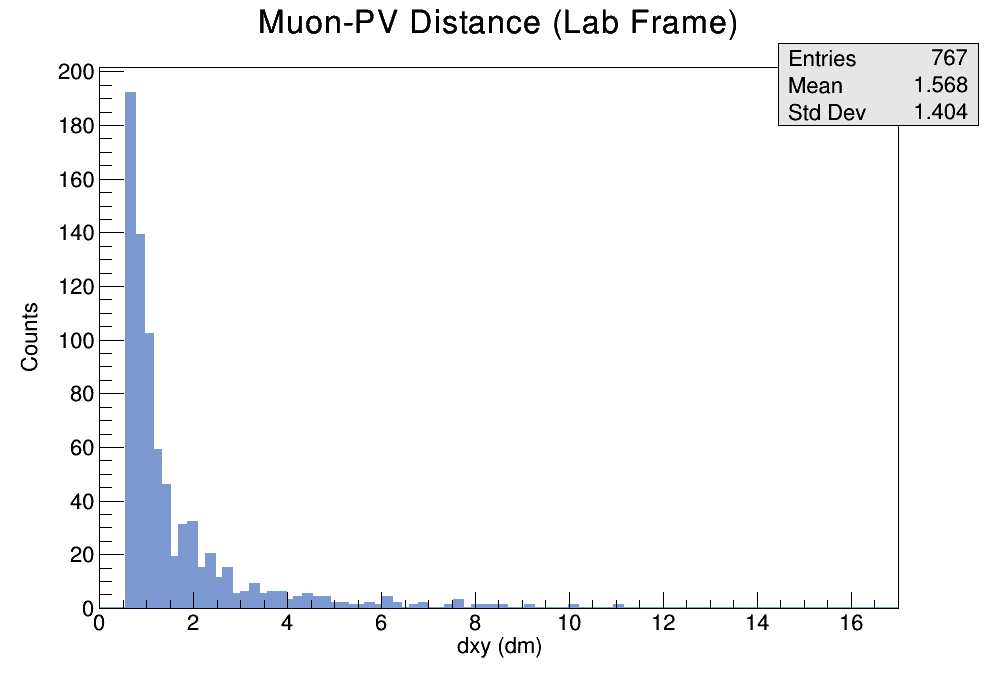 Muon-PV Distance (Lab Frame)
Entries 767
Mean 1.568
Std Dev 1.404
200
180
160
140
120
100
80
60
40
20
0
Counts
0 2 4 6 8 10 12 14 16
dxy (dm)